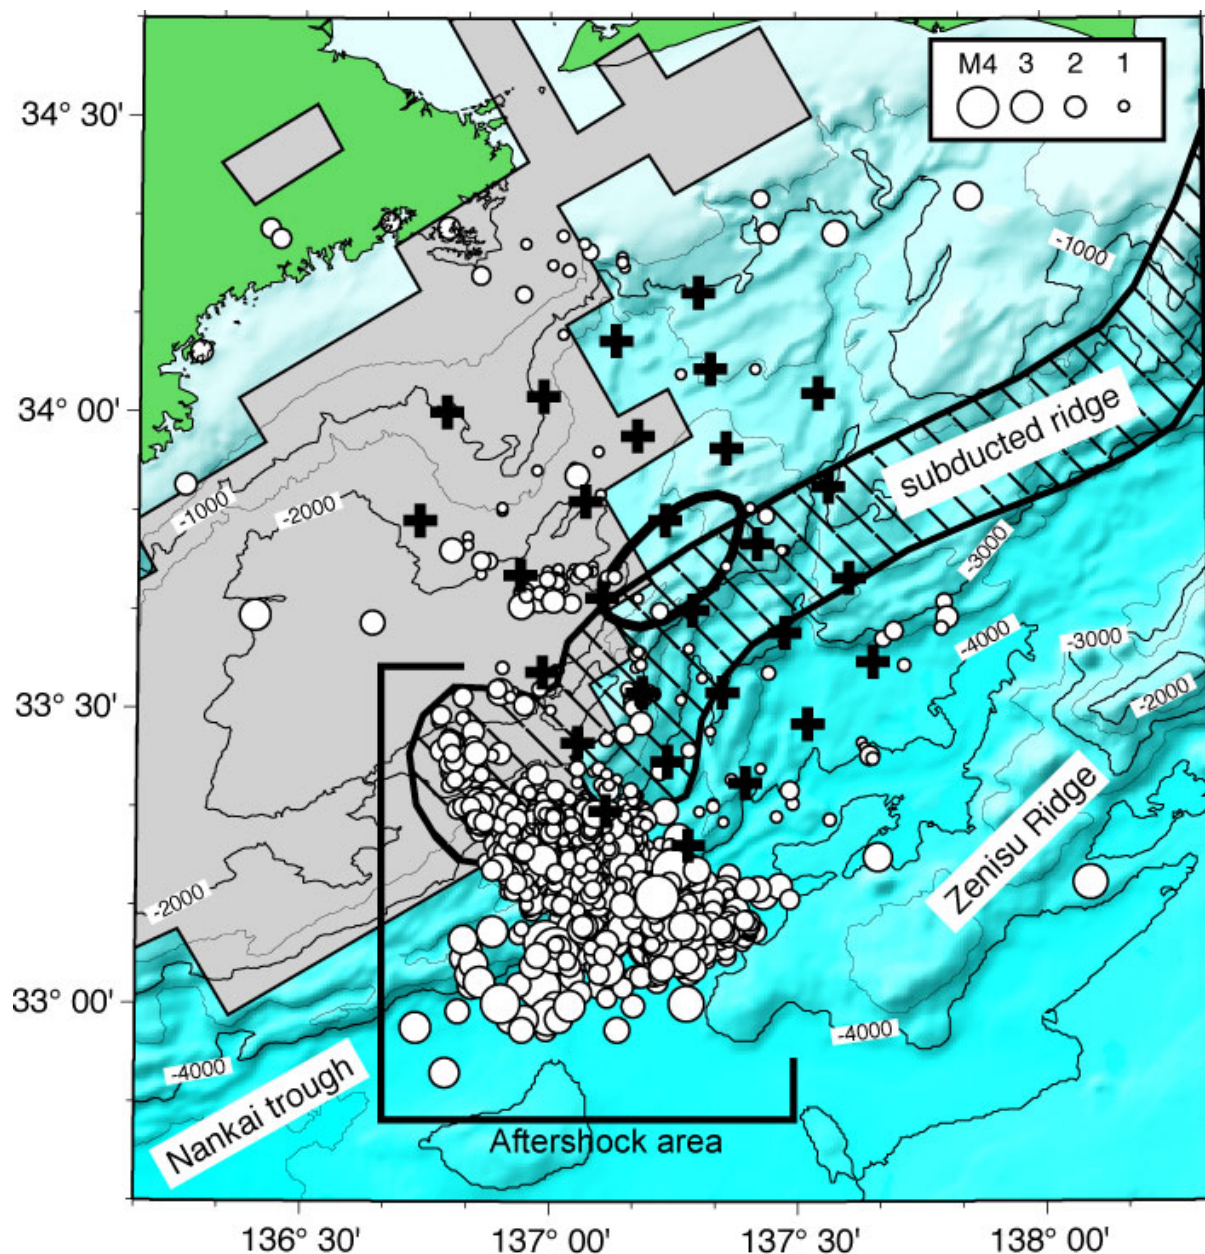 M4 3 2 1
34° 30'
-1000
34° 00'
subducted ridge
-1000
-2000
-3000
-4000
-3000
-2000
33° 30'
Zenisu Ridge
-2000
33° 00'
-4000
-4000
Nankai trough
Aftershock area
136° 30' 137° 00' 137° 30' 138° 00'